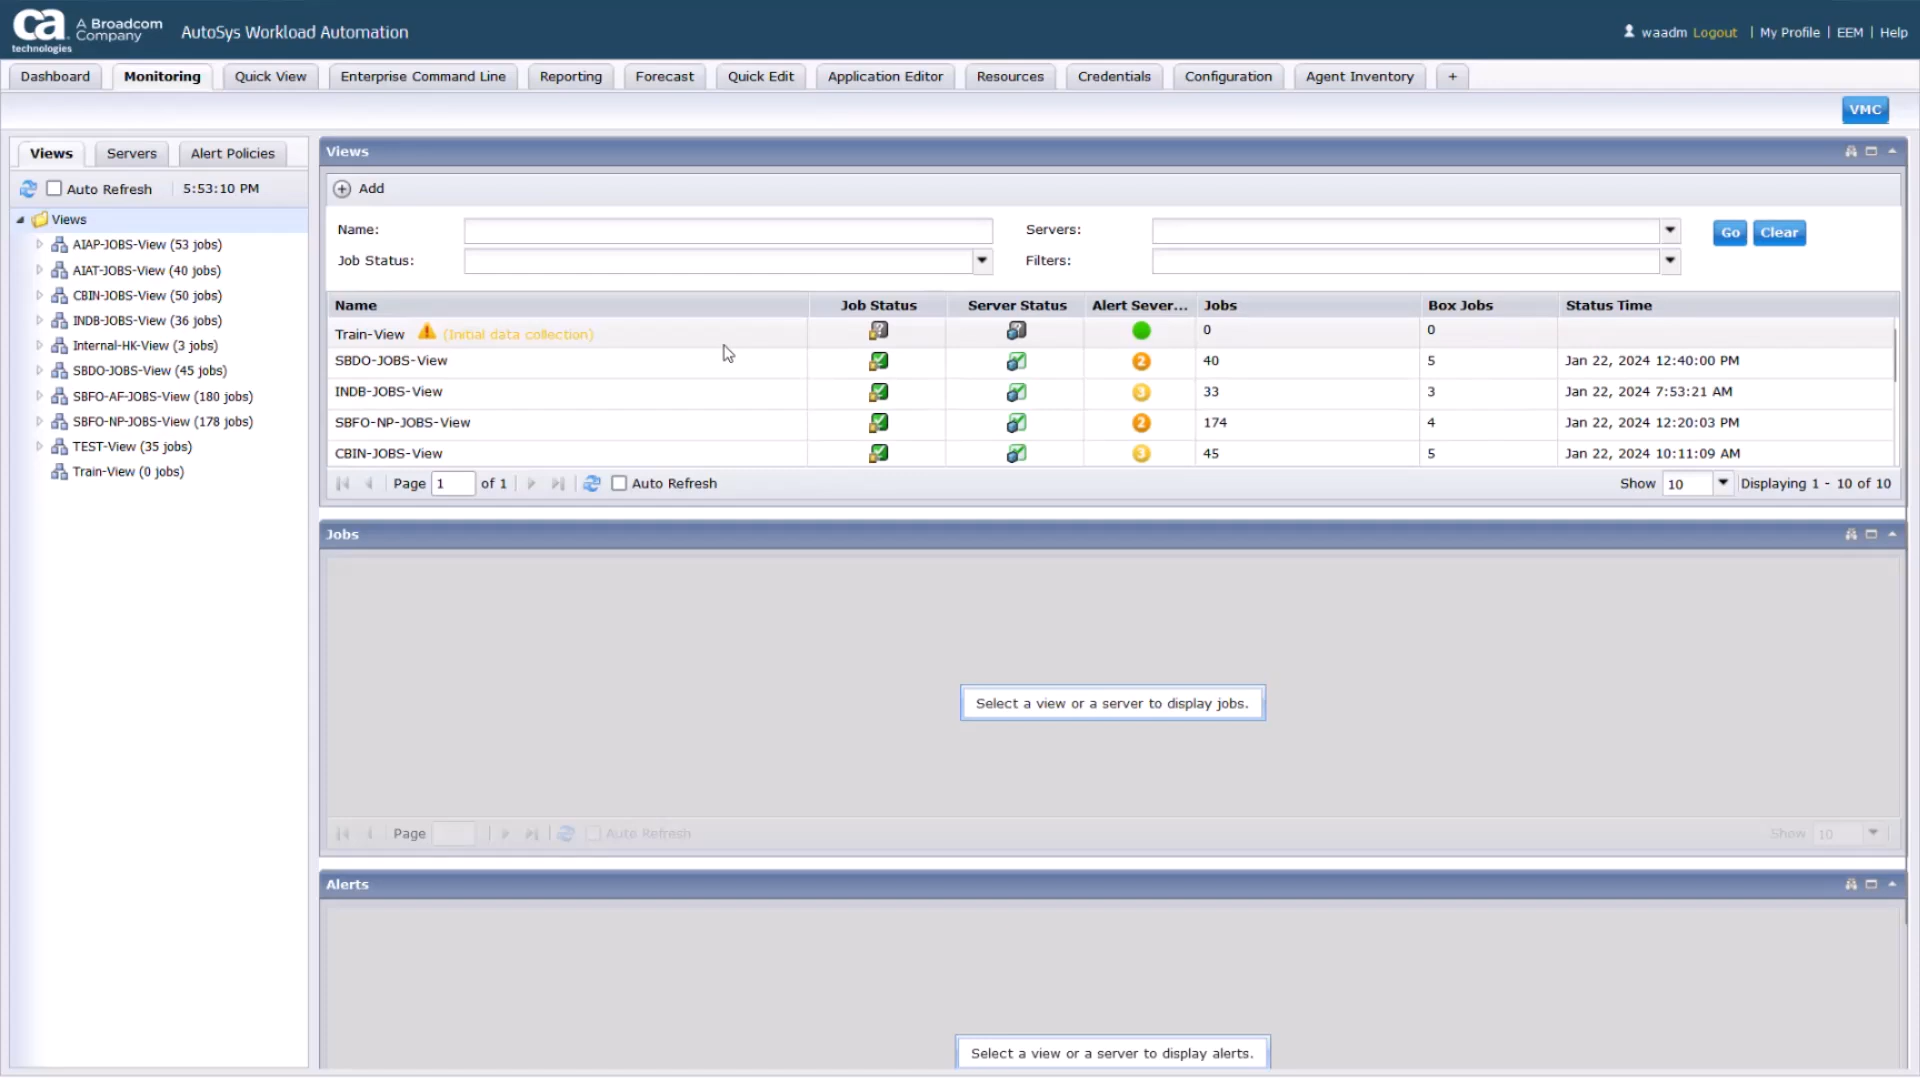 ca
technologies
A Broadcom
Company
AutoSys Workload Automation
waadm Logout | My Profile | EEM | Help
Dashboard Monitoring Quick View Enterprise Command Line Reporting Forecast Quick Edit Application Editor Resources Credentials Configuration Agent Inventory +
VMC
Views Servers Alert Policies
Auto Refresh 5:53:10 PM
Views
AIAP-JOBS-View (53 jobs)
AIAT-JOBS-View (40 jobs)
CBIN-JOBS-View (50 jobs)
INDB-JOBS-View (36 jobs)
Internal-HK-View (3 jobs)
SBDO-JOBS-View (45 jobs)
SBFO-AF-JOBS-View (180 jobs)
SBFO-NP-JOBS-View (178 jobs)
TEST-View (35 jobs)
Train-View (0 jobs)
Views
Add
Name: Servers: Go Clear
Job Status: Filters:
Name Job Status Server Status Alert Sever... Jobs Box Jobs Status Time
Train-View (Initial data collection) 0 0
SBDO-JOBS-View 2 40 5 Jan 22, 2024 12:40:00 PM
INDB-JOBS-View 3 33 3 Jan 22, 2024 7:53:21 AM
SBFO-NP-JOBS-View 2 174 4 Jan 22, 2024 12:20:03 PM
CBIN-JOBS-View 3 45 5 Jan 22, 2024 10:11:09 AM
Page 1 of 1 Auto Refresh Show 10 Displaying 1 - 10 of 10
Jobs
Select a view or a server to display jobs.
Page Auto Refresh Show 10
Alerts
Select a view or a server to display alerts.